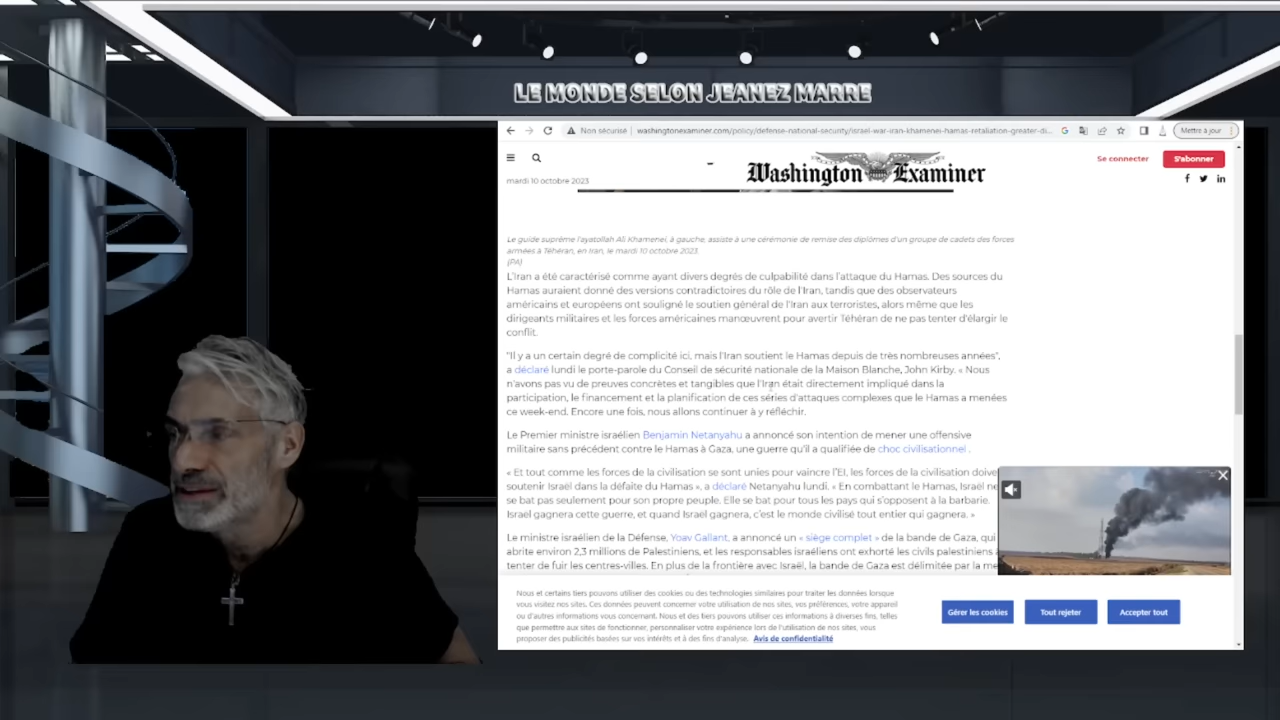 LE MONDE SELON JEANEZ MARRE
Non sécurisé | washingtonexaminer.com/policy/defense-national-security/israel-war-iran-khamenei-hamas-retaliation-greater-di...
Mettre à jour
Washington Examiner
Se connecter
S'abonner
mardi 10 octobre 2023
Le guide suprême l'ayatollah Ali Khamenei, à gauche, assiste à une cérémonie de remise des diplômes d'un groupe de cadets des forces
armées à Téhéran, en Iran, le mardi 10 octobre 2023.
(PA)
L'Iran a été caractérisé comme ayant divers degrés de culpabilité dans l'attaque du Hamas. Des sources du
Hamas auraient donné des versions contradictoires du rôle de l'Iran, tandis que des observateurs
américains et européens ont souligné le soutien général de l'Iran aux terroristes, alors même que les
dirigeants militaires et les forces américaines manœuvrent pour avertir Téhéran de ne pas tenter d'élargir le
conflit.
"Il y a un certain degré de complicité ici, mais l'Iran soutient le Hamas depuis de très nombreuses années",
a déclaré lundi le porte-parole du Conseil de sécurité nationale de la Maison Blanche, John Kirby. « Nous
n'avons pas vu de preuves concrètes et tangibles que l'Iran était directement impliqué dans la
participation, le financement et la planification de ces séries d'attaques complexes que le Hamas a menées
ce week-end. Encore une fois, nous allons continuer à y réfléchir.
Le Premier ministre israélien Benjamin Netanyahu a annoncé son intention de mener une offensive
militaire sans précédent contre le Hamas à Gaza, une guerre qu'il a qualifiée de choc civilisationnel .
« Et tout comme les forces de la civilisation se sont unies pour vaincre l'EI, les forces de la civilisation doive
soutenir Israël dans la défaite du Hamas », a déclaré Netanyahu lundi. « En combattant le Hamas, Israël ne
se bat pas seulement pour son propre peuple. Elle se bat pour tous les pays qui s'opposent à la barbarie.
Israël gagnera cette guerre, et quand Israël gagnera, c'est le monde civilisé tout entier qui gagnera. »
Le ministre israélien de la Défense, Yoav Gallant, a annoncé un « siège complet » de la bande de Gaza, qui
abrite environ 2,3 millions de Palestiniens, et les responsables israéliens ont exhorté les civils palestiniens à
tenter de fuir les centres-villes. En plus de la frontière avec Israël, la bande de Gaza est délimitée par la me
Nous et certains tiers pouvons utiliser des cookies ou des technologies similaires pour traiter les données lorsque
vous visitez nos sites. Ces données peuvent concerner votre utilisation de nos sites, vos préférences, votre appareil
ou d'autres informations vous concernant. Nous et des tiers pouvons utiliser ces informations à diverses fins, telles
que permettre aux sites de fonctionner, personnaliser votre expérience lors de l'utilisation de nos sites, vous
proposer des publicités basées sur vos intérêts et à des fins d'analyse. Avis de confidentialité
Gérer les cookies
Tout rejeter
Accepter tout